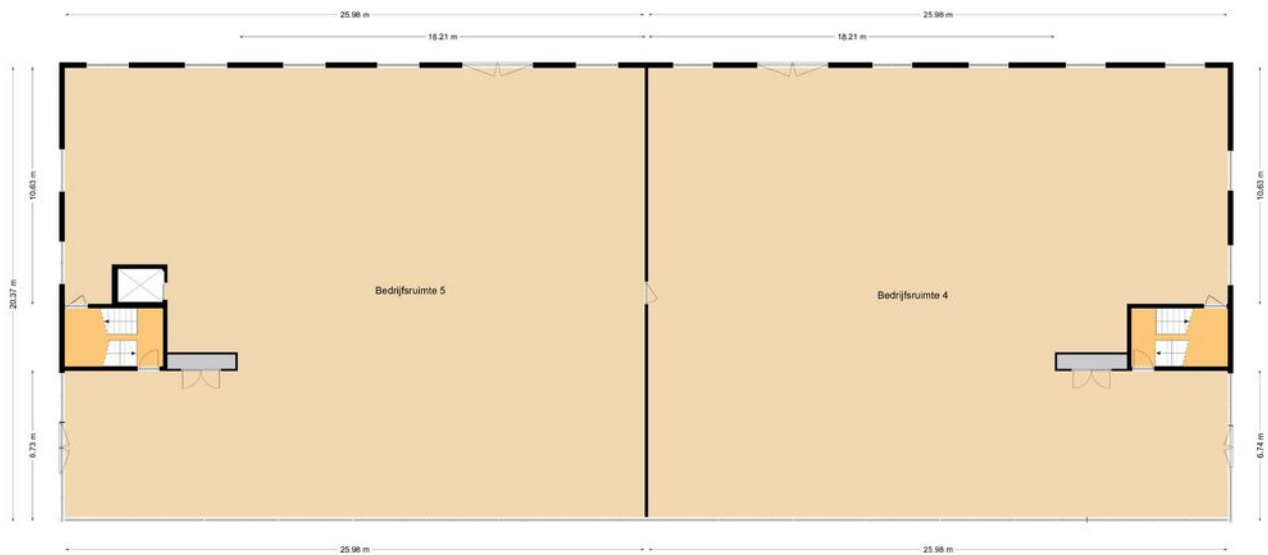 25.98 m
25.98 m
18.21 m
18.21 m
10.63 m
10.63 m
20.37 m
Bedrijfsruimte 5
Bedrijfsruimte 4
6.73 m
6.74 m
25.98 m
25.98 m